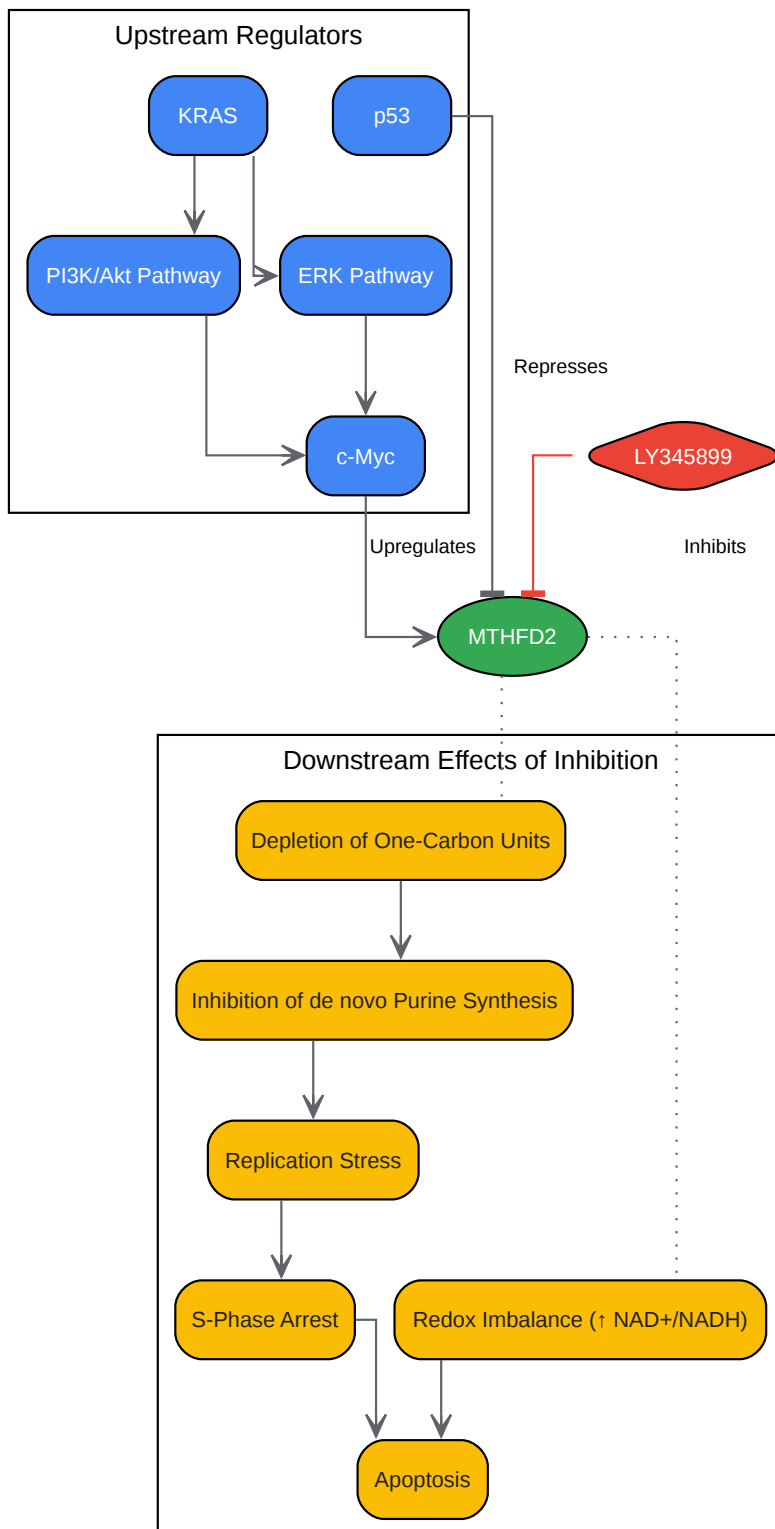 Upstream Regulators
KRAS
p53
PI3K/Akt Pathway
ERK Pathway
Represses
c-Myc
LY345899
Upregulates
Inhibits
MTHFD2
Downstream Effects of Inhibition
Depletion of One-Carbon Units
Inhibition of de novo Purine Synthesis
Replication Stress
S-Phase Arrest
Redox Imbalance (↑ NAD+/NADH)
Apoptosis